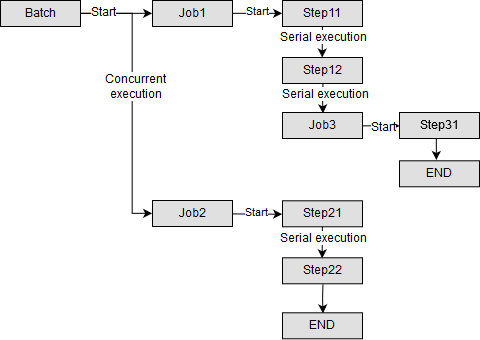 Batch
Start
Job1
Start
Step11
Serial execution
Step12
Serial execution
Job3
Start
Step31
END
Concurrent
execution
Job2
Start
Step21
Serial execution
Step22
END